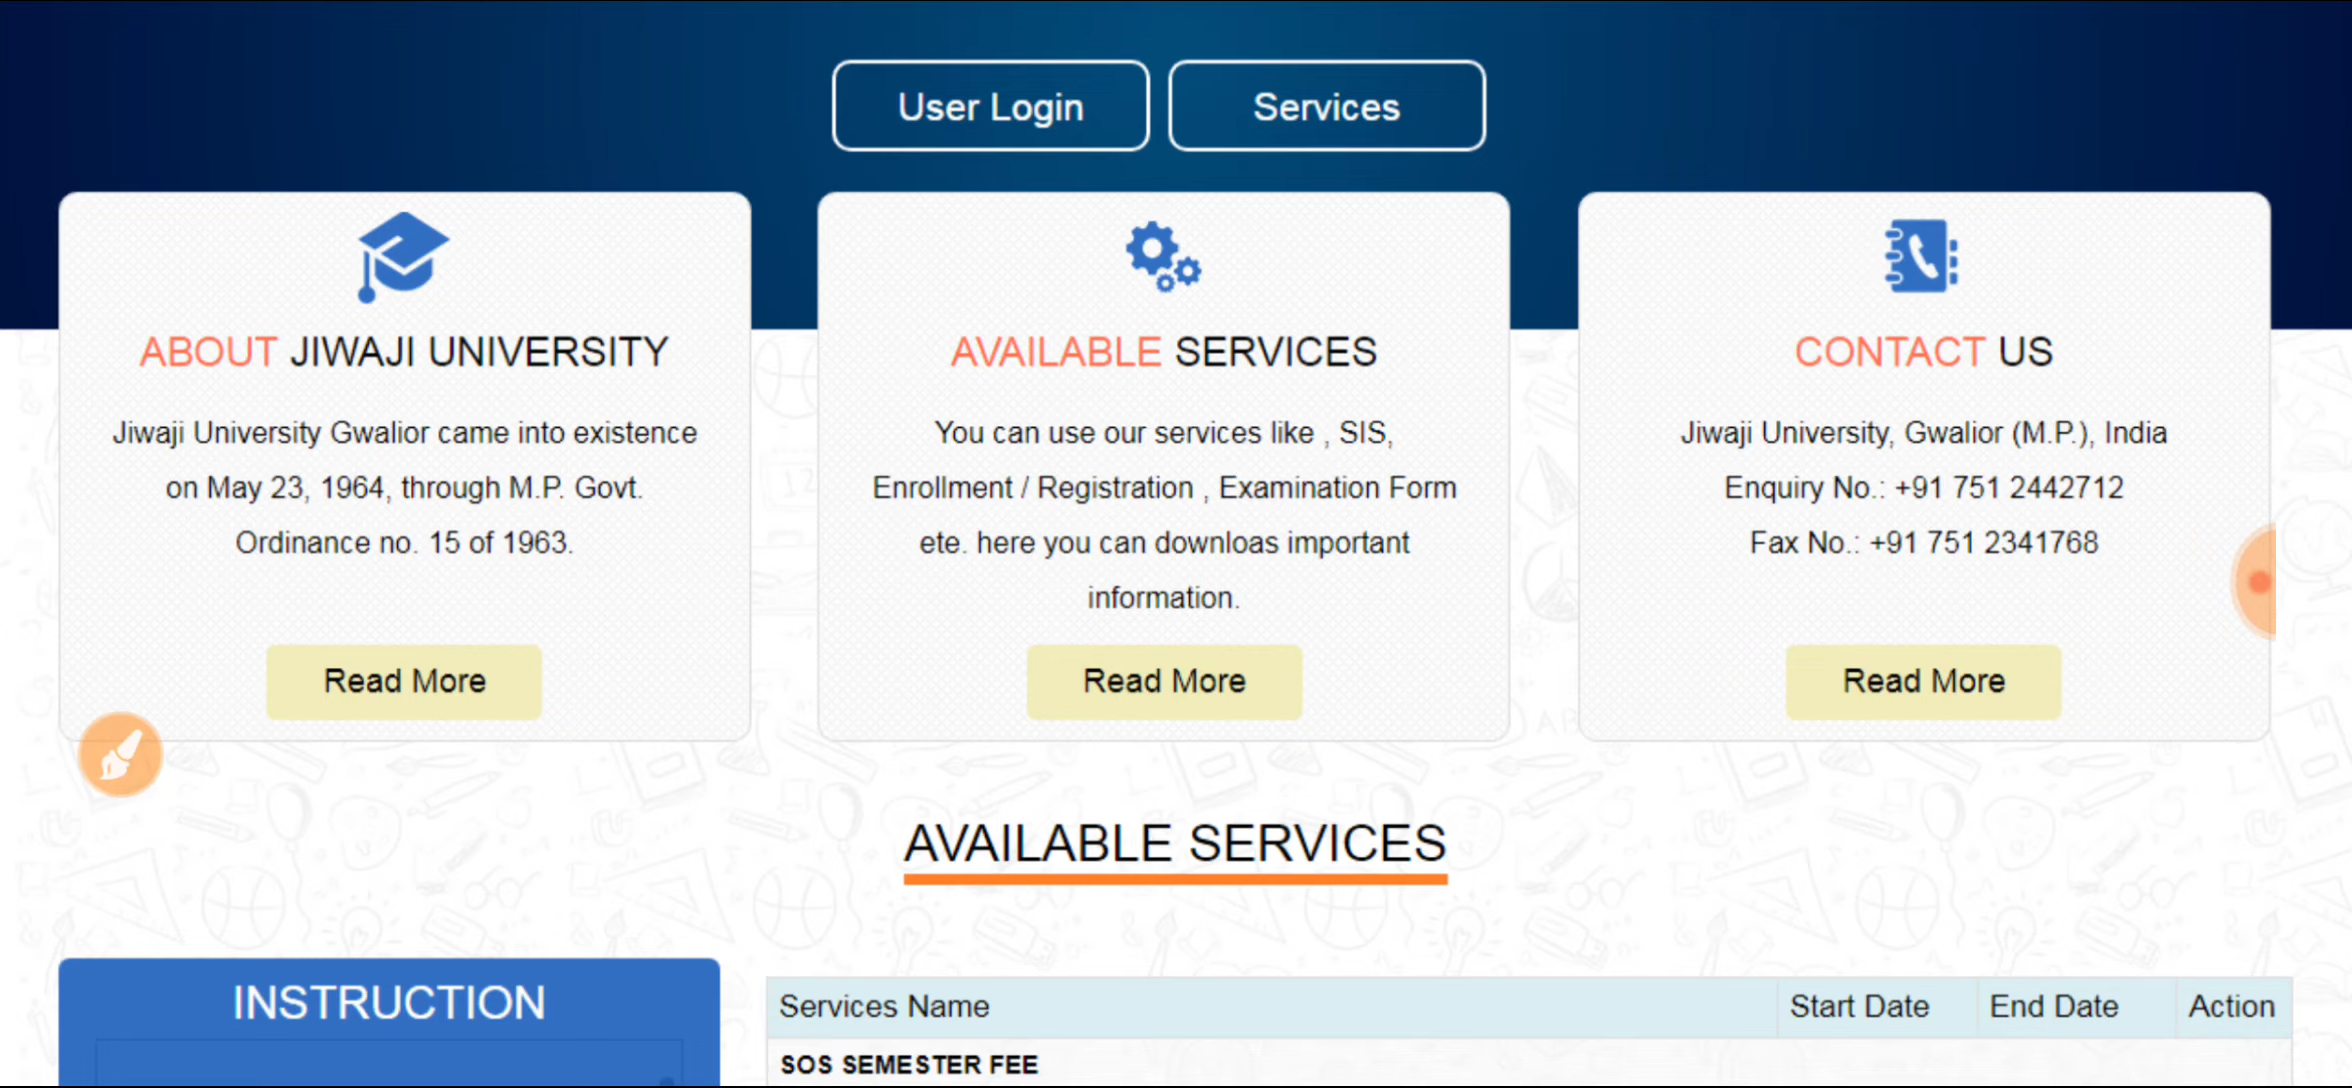 User Login
Services
ABOUT JIWAJI UNIVERSITY
Jiwaji University Gwalior came into existence
on May 23, 1964, through M.P. Govt.
Ordinance no. 15 of 1963.
Read More
AVAILABLE SERVICES
You can use our services like , SIS,
Enrollment / Registration , Examination Form
ete. here you can downloas important
information.
Read More
CONTACT US
Jiwaji University, Gwalior (M.P.), India
Enquiry No.: +91 751 2442712
Fax No.: +91 751 2341768
Read More
AVAILABLE SERVICES
INSTRUCTION
Services Name Start Date End Date Action
SOS SEMESTER FEE